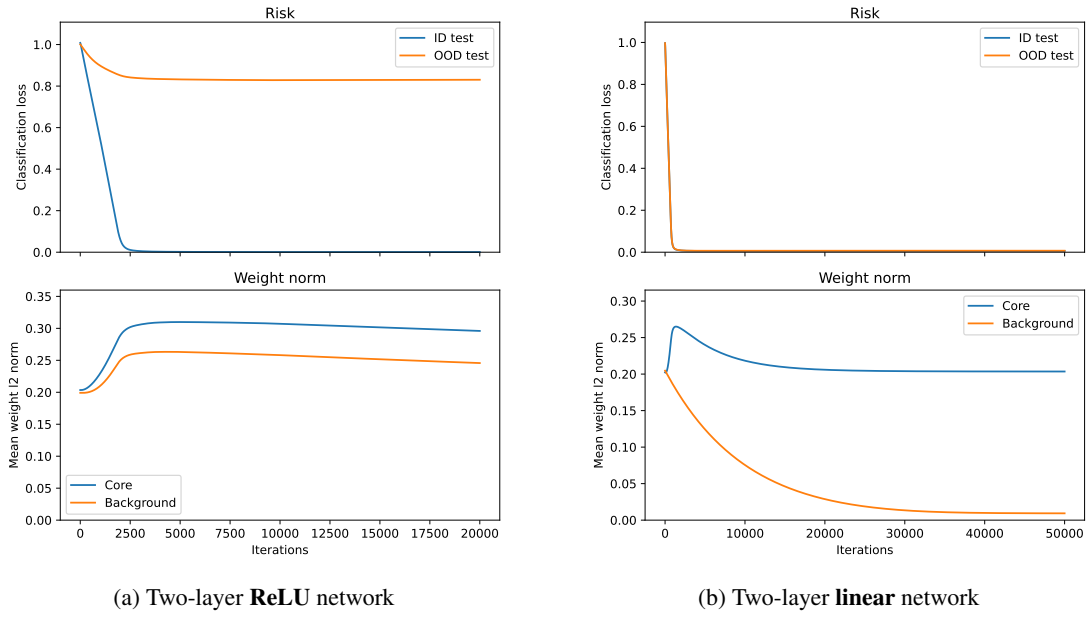 Risk
Classification loss
1.0
0.8
0.6
0.4
0.2
0.0
ID test
OOD test
Weight norm
Mean weight l2 norm
0.35
0.30
0.25
0.20
0.15
0.10
0.05
0.00
Core
Background
0 2500 5000 7500 10000 12500 15000 17500 20000
Iterations
(a) Two-layer ReLU network
Risk
Classification loss
1.0
0.8
0.6
0.4
0.2
0.0
ID test
OOD test
Weight norm
Mean weight l2 norm
0.30
0.25
0.20
0.15
0.10
0.05
0.00
Core
Background
0 10000 20000 30000 40000 50000
Iterations
(b) Two-layer linear network